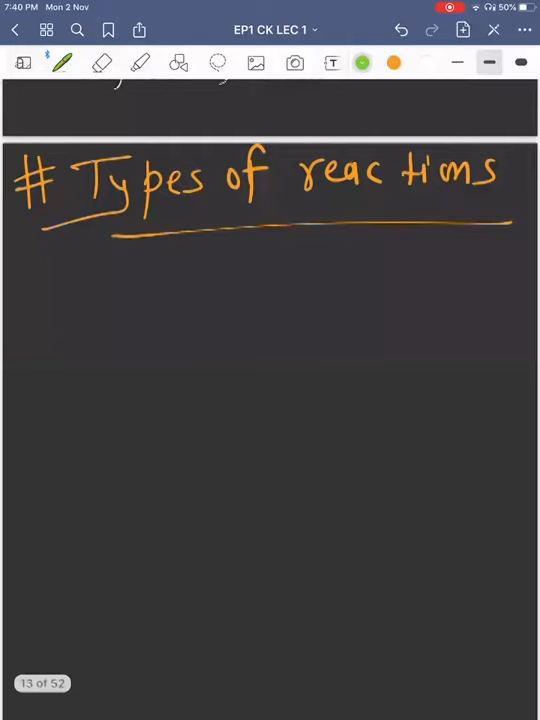 7:40 PM Mon 2 Nov 50%
EP1 CK LEC 1
T
# Types of reactions
13 of 52